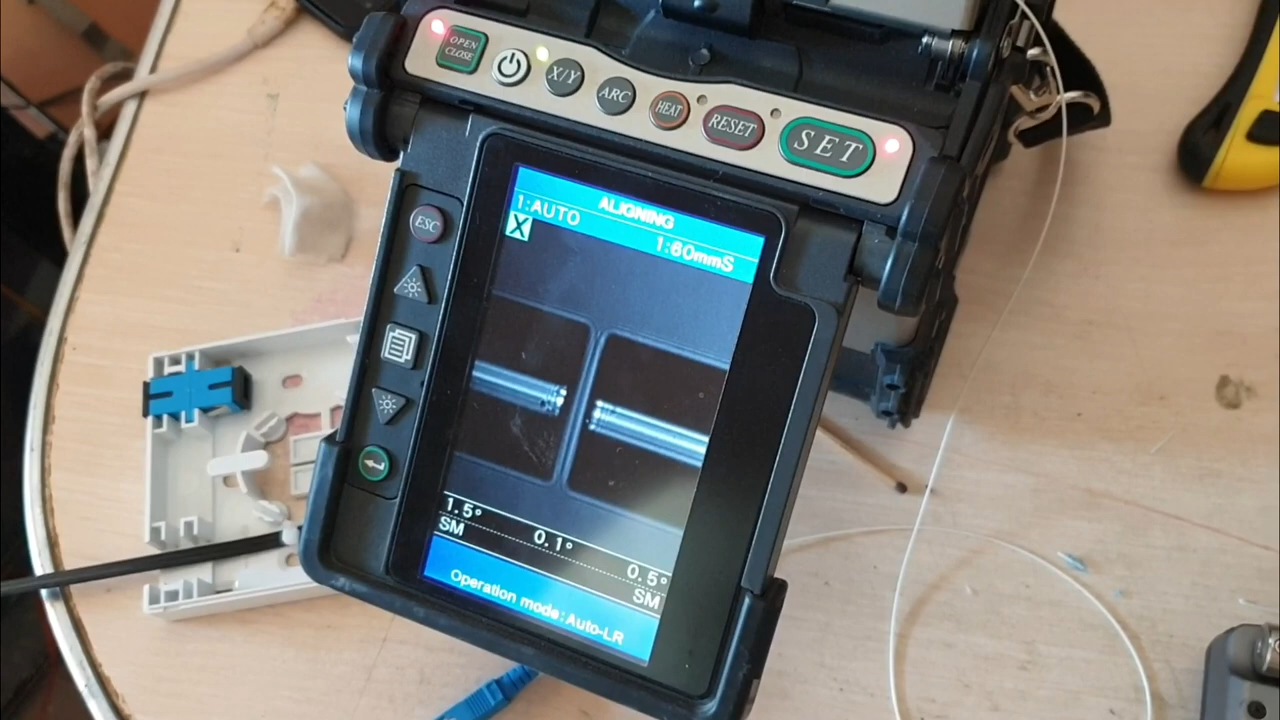 OPEN
CLOSE
X/Y
ARC
HEAT
RESET
SET
ESC
ALIGNING
1:AUTO
1:60mmS
X
1.5°
0.1°
0.5°
SM
SM
Operation mode:Auto-LR